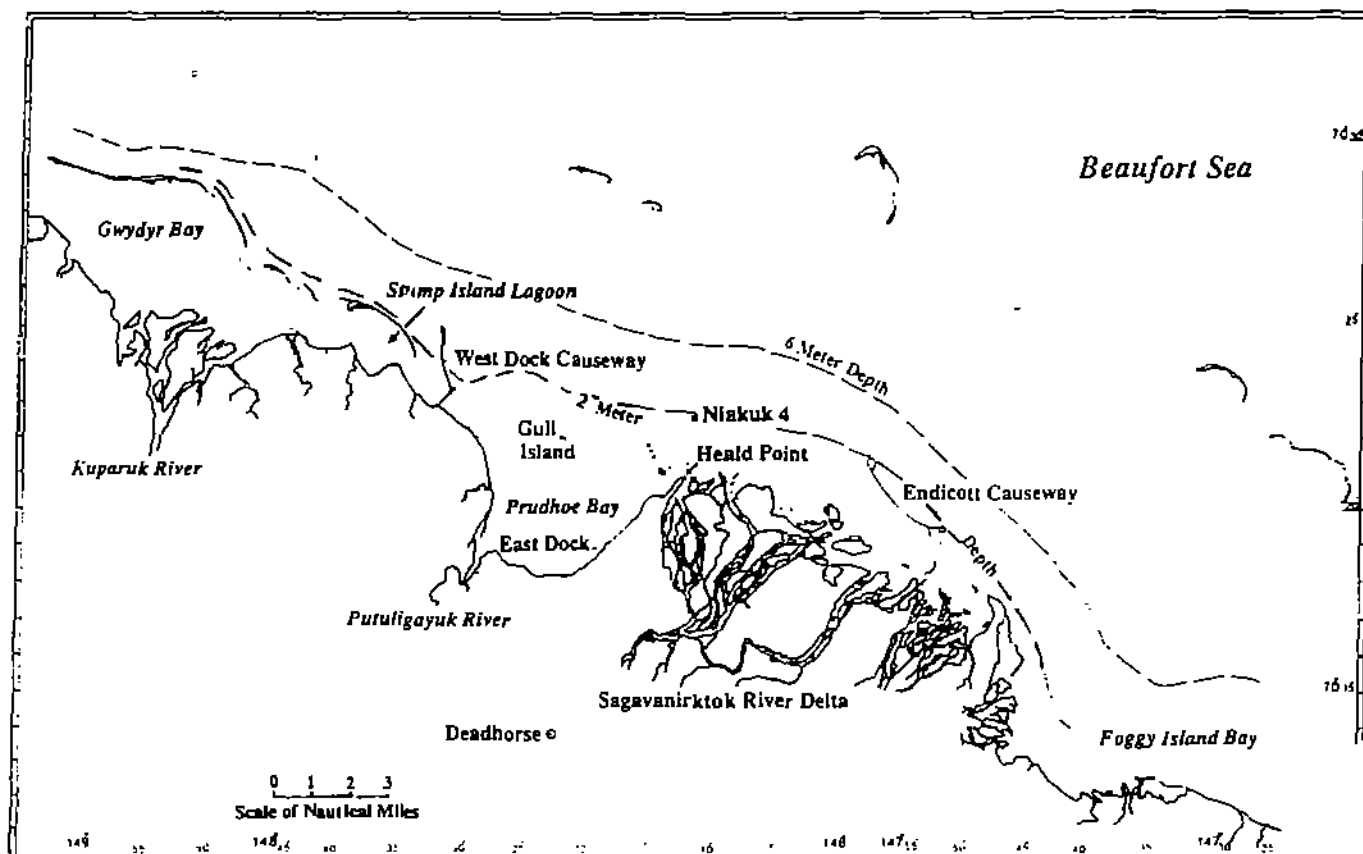 Beaufort Sea
Gwydyr Bay
Stump Island Lagoon
6 Meter Depth
West Dock Causeway
2 Meter
Niakuk 4
Gull
Island
Heald Point
Kuparuk River
Endicott Causeway
Prudhoe Bay
East Dock
Depth
Putuligayuk River
Sagavanirktok River Delta
Deadhorse
Foggy Island Bay
0 1 2 3
Scale of Nautical Miles